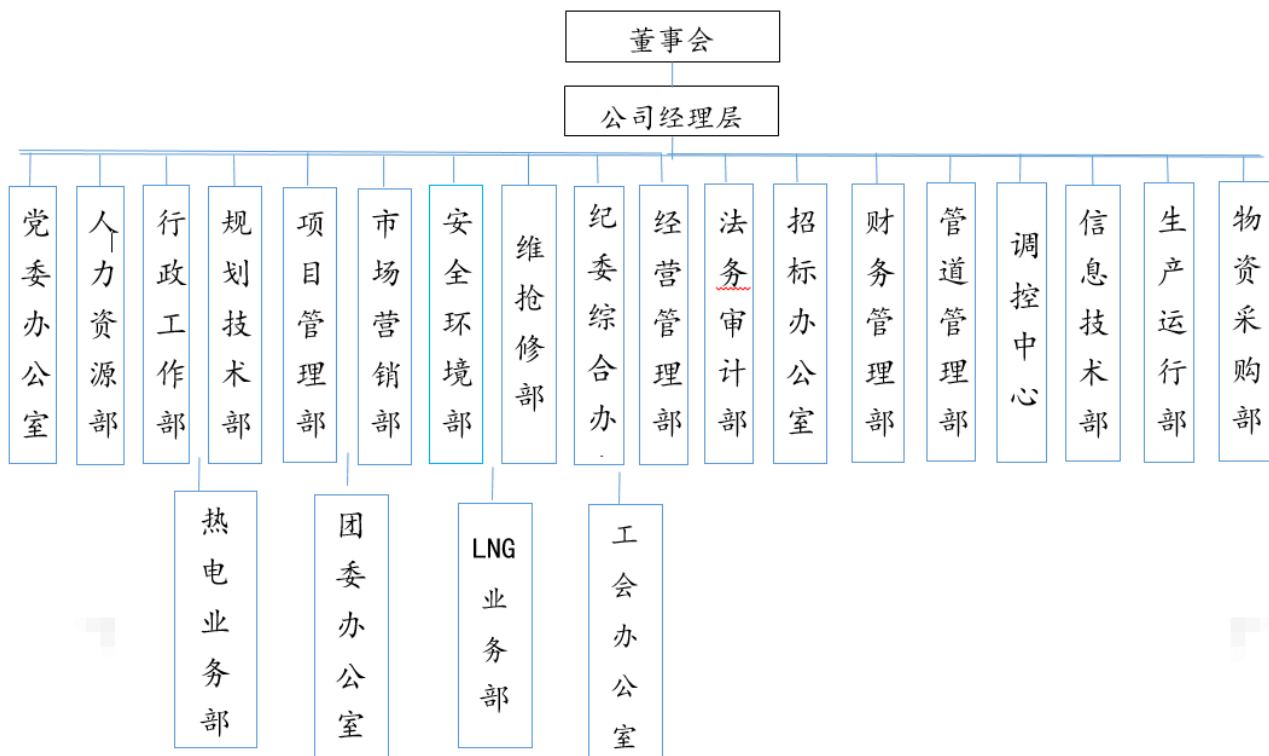 董事会
公司经理层
党委办公室
人力资源部
行政工作部
规划技术部
项目管理部
市场营销部
安全环境部
维抢修部
纪委综合办
经营管理部
法务审计部
招标办公室
财务管理部
管道管理部
调控中心
信息技术部
生产运行部
物资采购部
热电业务部
团委办公室
LNG业务部
工会办公室